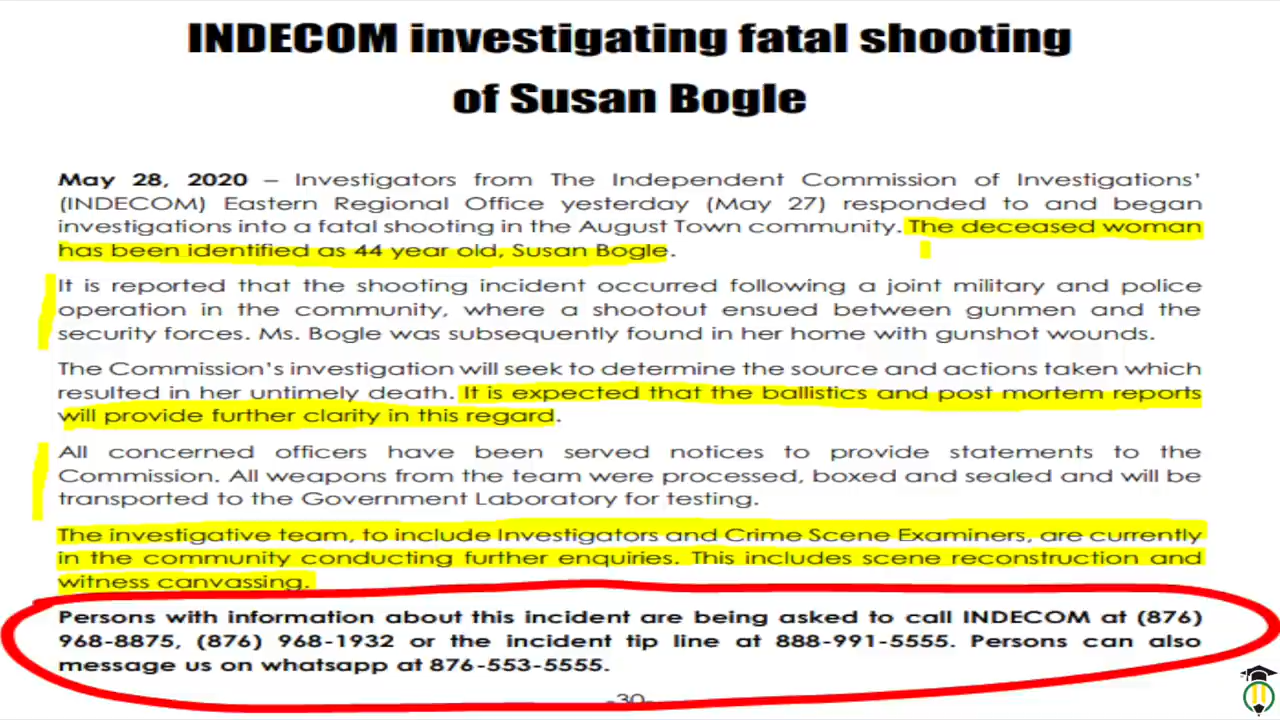 INDECOM investigating fatal shooting
of Susan Bogle
May 28, 2020 – Investigators from The Independent Commission of Investigations'
(INDECOM) Eastern Regional Office yesterday (May 27) responded to and began
investigations into a fatal shooting in the August Town community. The deceased woman
has been identified as 44 year old, Susan Bogle.
It is reported that the shooting incident occurred following a joint military and police
operation in the community, where a shootout ensued between gunmen and the
security forces. Ms. Bogle was subsequently found in her home with gunshot wounds.
The Commission's investigation will seek to determine the source and actions taken which
resulted in her untimely death. It is expected that the ballistics and post mortem reports
will provide further clarity in this regard.
All concerned officers have been served notices to provide statements to the
Commission. All weapons from the team were processed, boxed and sealed and will be
transported to the Government Laboratory for testing.
The investigative team, to include Investigators and Crime Scene Examiners, are currently
in the community conducting further enquiries. This includes scene reconstruction and
witness canvassing.
Persons with information about this incident are being asked to call INDECOM at (876)
968-8875, (876) 968-1932 or the incident tip line at 888-991-5555. Persons can also
message us on whatsapp at 876-553-5555.
-30-